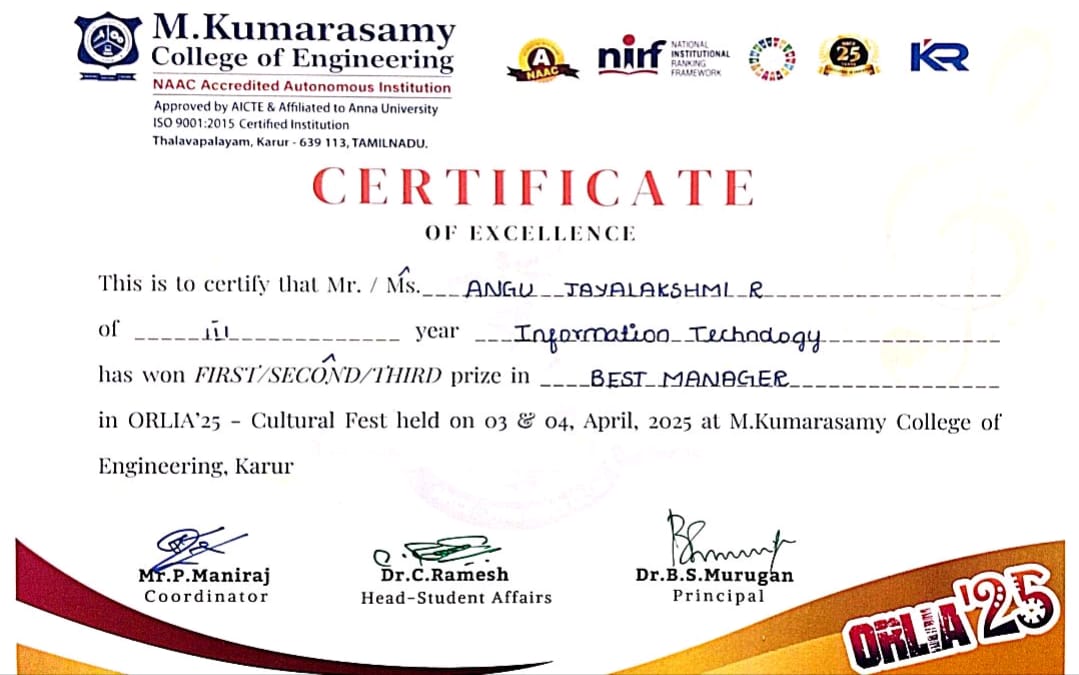 M.Kumarasamy
College of Engineering
NAAC Accredited Autonomous Institution
Approved by AICTE & Affiliated to Anna University
ISO 9001:2015 Certified Institution
Thalavapalayam, Karur - 639 113, TAMILNADU.
A
NAAC
nirf
NATIONAL
INSTITUTIONAL
RANKING
FRAMEWORK
25
KR
CERTIFICATE
OF EXCELLENCE
This is to certify that Mr. / Ms. ANGU JAYALAKSHMI R
of III year Information Technology
has won FIRST/SECOND/THIRD prize in BEST MANAGER
in ORLIA'25 – Cultural Fest held on 03 & 04, April, 2025 at M.Kumarasamy College of
Engineering, Karur
Mr.P.Maniraj
Coordinator
Dr.C.Ramesh
Head-Student Affairs
Dr.B.S.Murugan
Principal
ORLIA'25